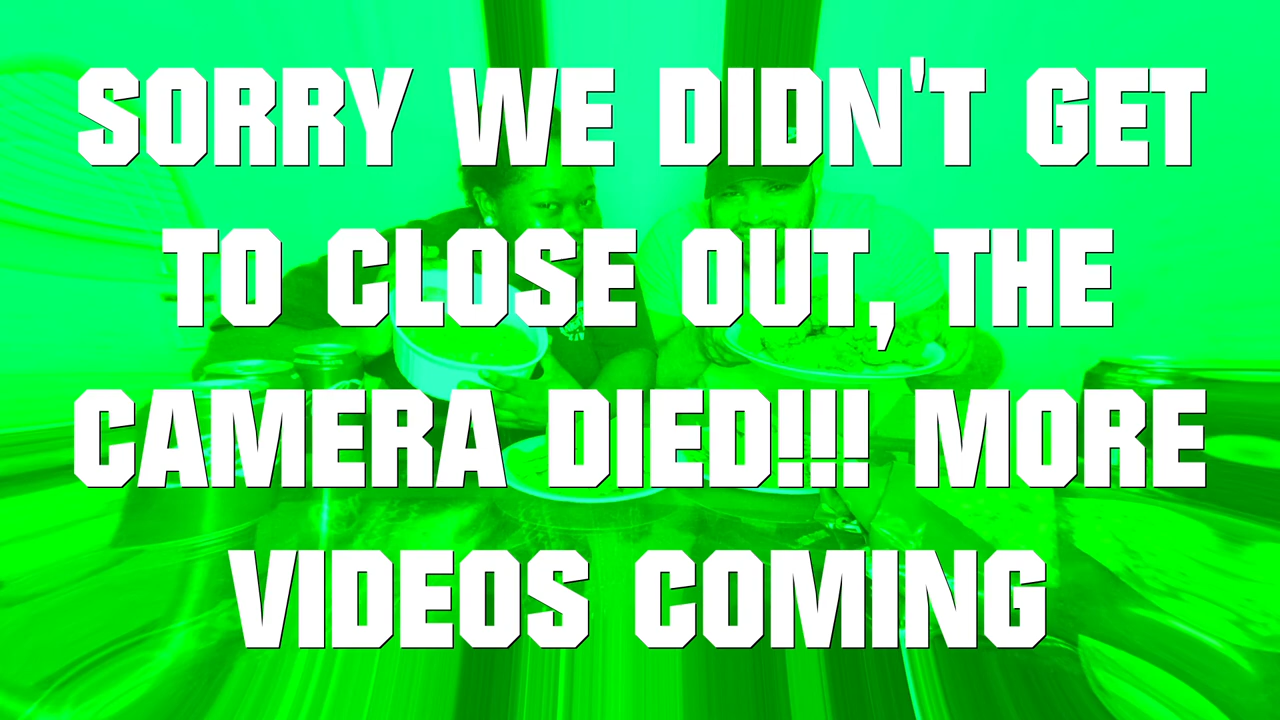 SORRY WE DIDN'T GET
TO CLOSE OUT, THE
CAMERA DIED!!! MORE
VIDEOS COMING